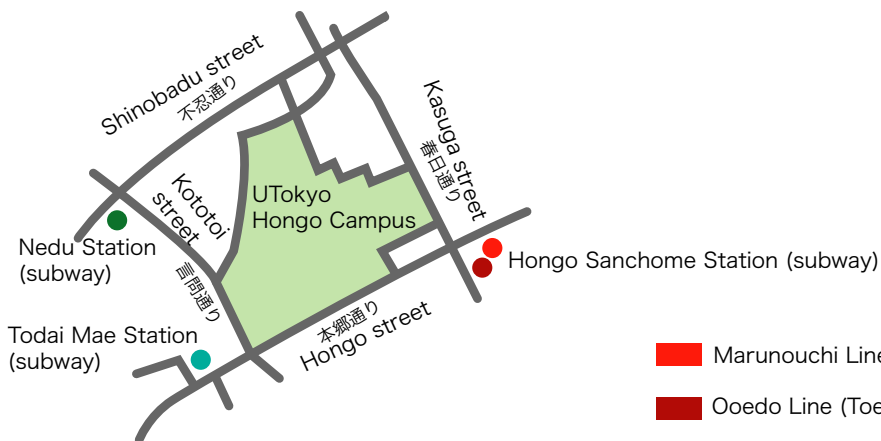 Shinobadu street
不忍通り
Kasuga street
春日通り
Kototoi
street
言問通り
UTokyo
Hongo Campus
Nedu Station
(subway)
Hongo Sanchome Station (subway)
本郷通り
Hongo street
Todai Mae Station
(subway)
Marunouchi Line
Ooedo Line (Toe